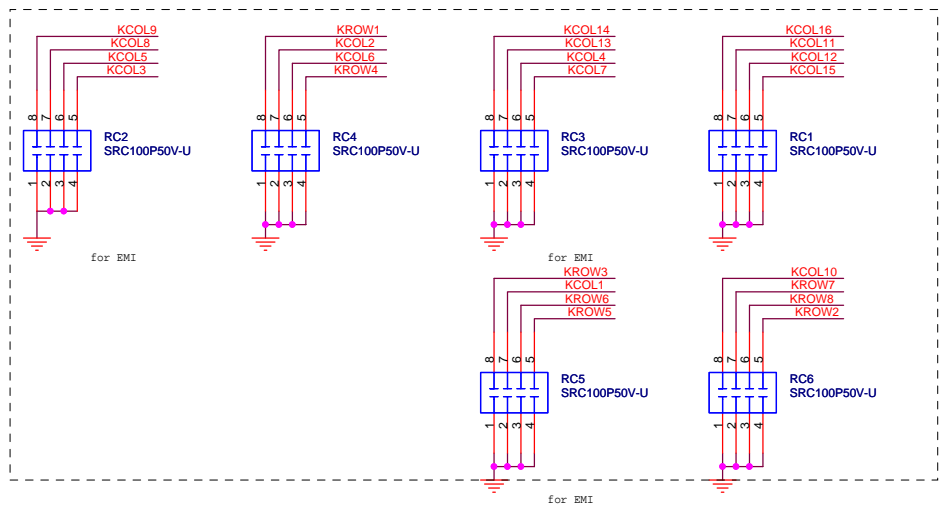 KCOL9
KCOL8
KCOL5
KCOL3
8 7 6 5
RC2
SRC100P50V-U
1 2 3 4
for EMI
KROW1
KCOL2
KCOL6
KROW4
8 7 6 5
RC4
SRC100P50V-U
1 2 3 4
KCOL14
KCOL13
KCOL4
KCOL7
8 7 6 5
RC3
SRC100P50V-U
1 2 3 4
for EMI
KCOL16
KCOL11
KCOL12
KCOL15
8 7 6 5
RC1
SRC100P50V-U
1 2 3 4
KROW3
KCOL1
KROW6
KROW5
8 7 6 5
RC5
SRC100P50V-U
1 2 3 4
for EMI
KCOL10
KROW7
KROW8
KROW2
8 7 6 5
RC6
SRC100P50V-U
1 2 3 4